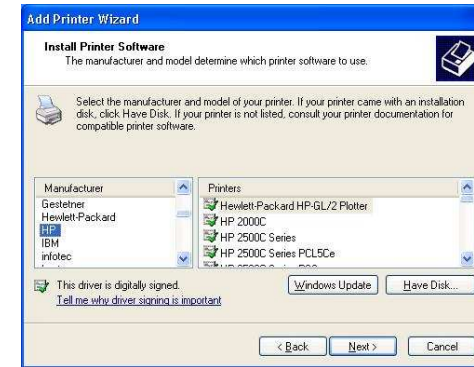 Add Printer Wizard
Install Printer Software
The manufacturer and model determine which printer software to use.
Select the manufacturer and model of your printer. If your printer came with an installation
disk, click Have Disk. If your printer is not listed, consult your printer documentation for
compatible printer software.
Manufacturer
Gestetner
Hewlett-Packard
HP
IBM
infotec
Printers
Hewlett-Packard HP-GL/2 Plotter
HP 2000C
HP 2500C Series
HP 2500C Series PCL5Ce
This driver is digitally signed.
Tell me why driver signing is important
Windows Update
Have Disk...
< Back
Next >
Cancel